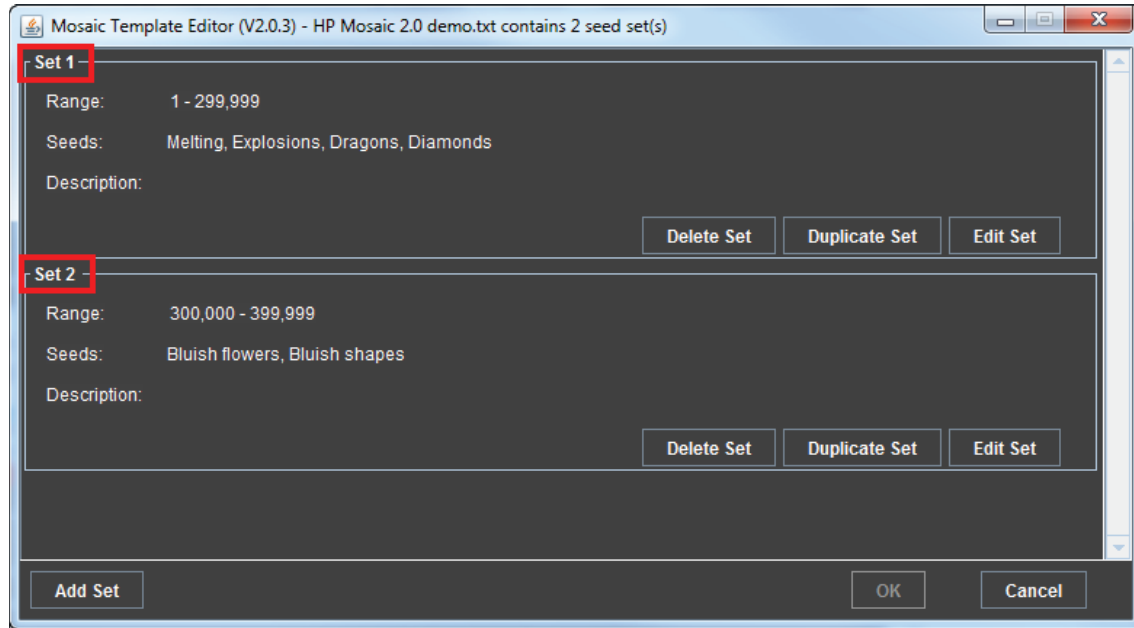 Mosaic Template Editor (V2.0.3) - HP Mosaic 2.0 demo.txt contains 2 seed set(s)
Set 1
Range: 1 - 299,999
Seeds: Melting, Explosions, Dragons, Diamonds
Description:
Delete Set Duplicate Set Edit Set
Set 2
Range: 300,000 - 399,999
Seeds: Bluish flowers, Bluish shapes
Description:
Delete Set Duplicate Set Edit Set
Add Set OK Cancel